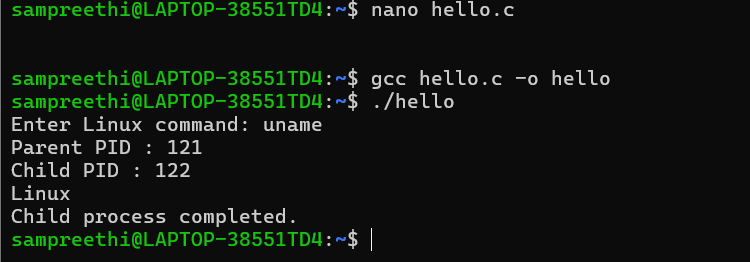 sampreethi@LAPTOP-38551TD4:~$ nano hello.c
sampreethi@LAPTOP-38551TD4:~$ gcc hello.c -o hello
sampreethi@LAPTOP-38551TD4:~$ ./hello
Enter Linux command: uname
Parent PID : 121
Child PID : 122
Linux
Child process completed.
sampreethi@LAPTOP-38551TD4:~$